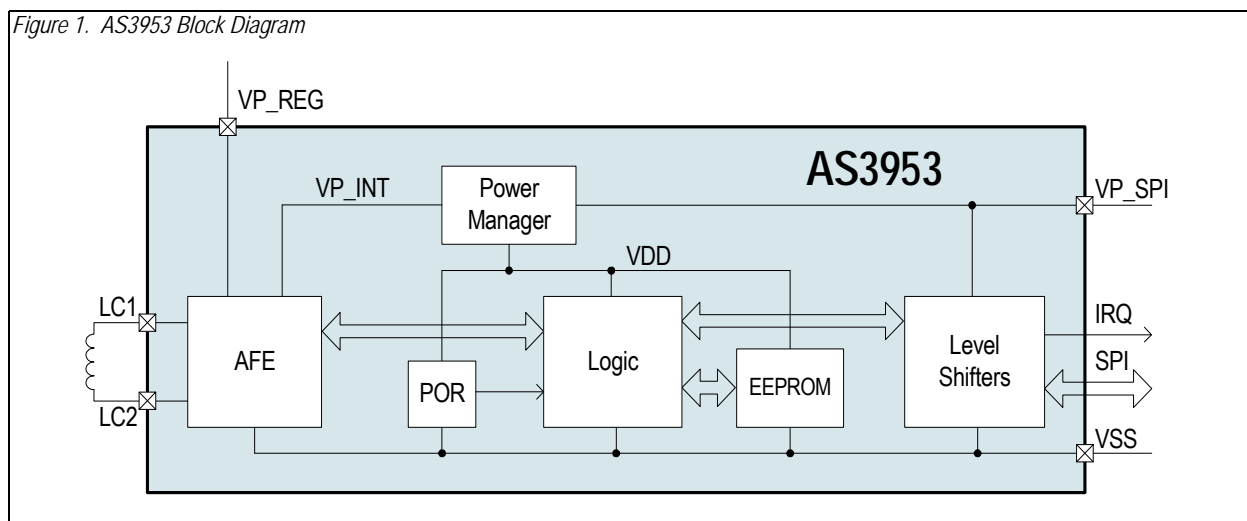 Figure 1. AS3953 Block Diagram
VP_REG
AS3953
VP_INT
Power
Manager
VP_SPI
VDD
LC1
AFE
Logic
Level
Shifters
IRQ
SPI
POR
EEPROM
LC2
VSS